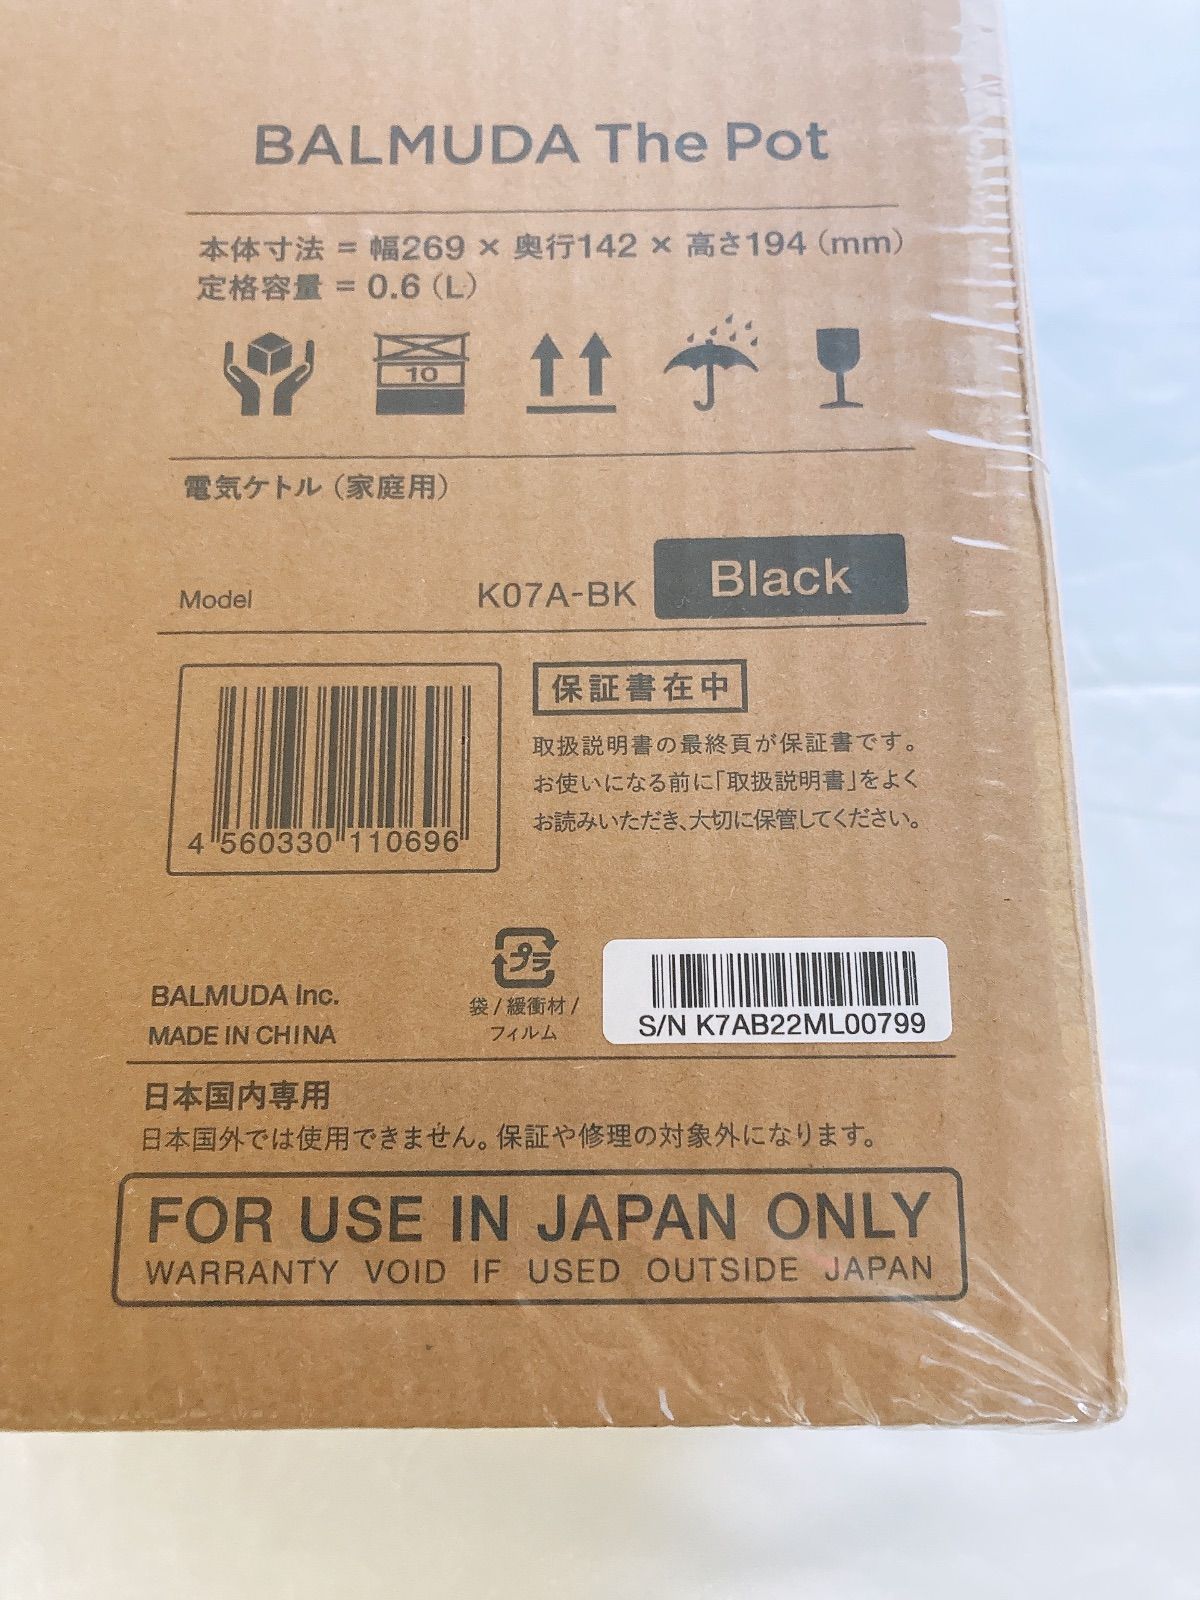 BALMUDA The Pot
本体寸法 = 幅269 × 奥行142 × 高さ194 (mm)
定格容量 = 0.6 (L)
10
電気ケトル (家庭用)
Model K07A-BK Black
4 560330 110696
保証書在中
取扱説明書の最終頁が保証書です。
お使いになる前に「取扱説明書」をよく
お読みいただき、大切に保管してください。
BALMUDA Inc.
MADE IN CHINA
プラ
袋 / 緩衝材 /
フィルム
S/N K7AB22ML00799
日本国内専用
日本国外では使用できません。保証や修理の対象外になります。
FOR USE IN JAPAN ONLY
WARRANTY VOID IF USED OUTSIDE JAPAN